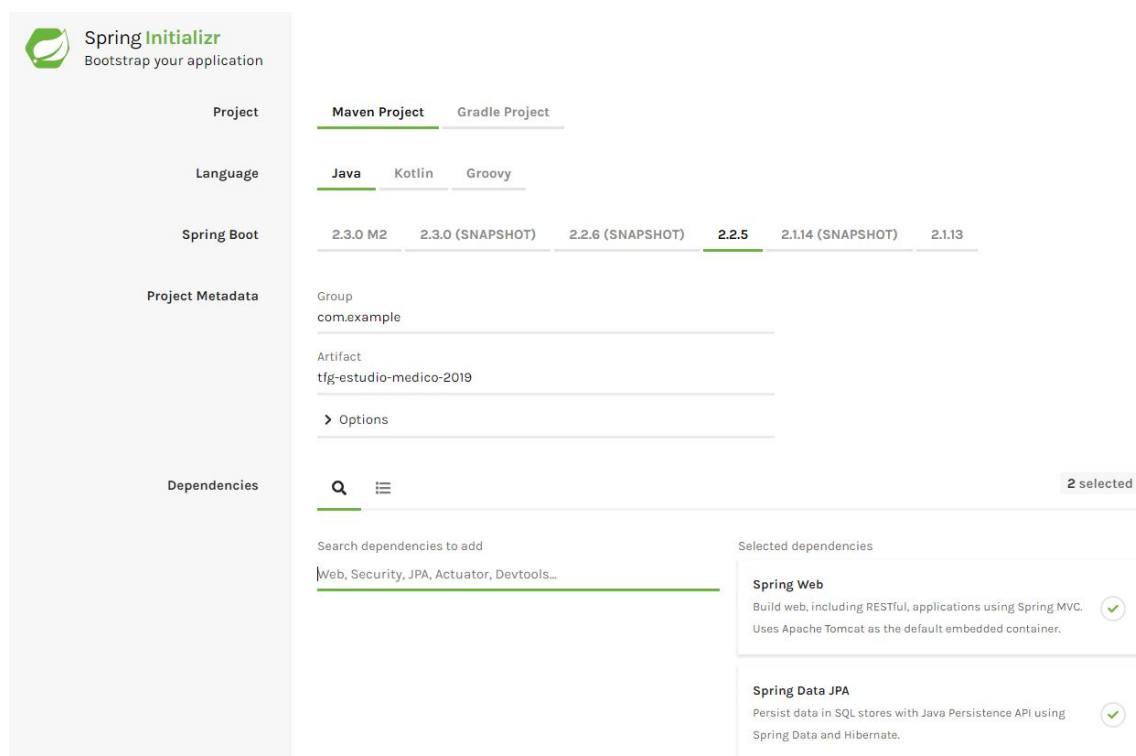 Spring Initializr
Bootstrap your application
Project
Maven Project Gradle Project
Language
Java Kotlin Groovy
Spring Boot
2.3.0 M2 2.3.0 (SNAPSHOT) 2.2.6 (SNAPSHOT) 2.2.5 2.1.14 (SNAPSHOT) 2.1.13
Project Metadata
Group
com.example
Artifact
tfg-estudio-medico-2019
Options
Dependencies
2 selected
Search dependencies to add
Web, Security, JPA, Actuator, Devtools...
Selected dependencies
Spring Web
Build web, including RESTful, applications using Spring MVC.
Uses Apache Tomcat as the default embedded container.
Spring Data JPA
Persist data in SQL stores with Java Persistence API using
Spring Data and Hibernate.